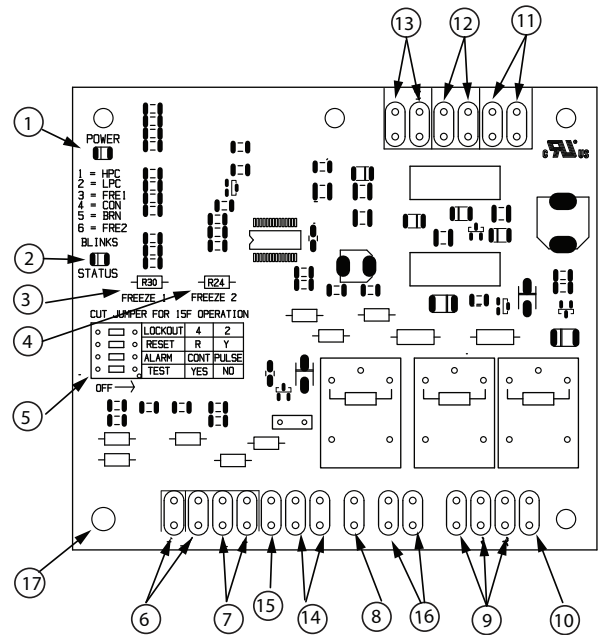 13
12
11
1
POWER
c UR US
1 = HPC
2 = LPC
3 = FRE1
4 = CON
5 = BRN
6 = FRE2
BLINKS
2
STATUS
R30
R24
3
FREEZE 1
FREEZE 2
4
CUT JUMPER FOR 15F OPERATION
LOCKOUT 4 2
RESET R Y
ALARM CONT PULSE
TEST YES NO
5
OFF
17
6
7
15
14
8
16
9
10